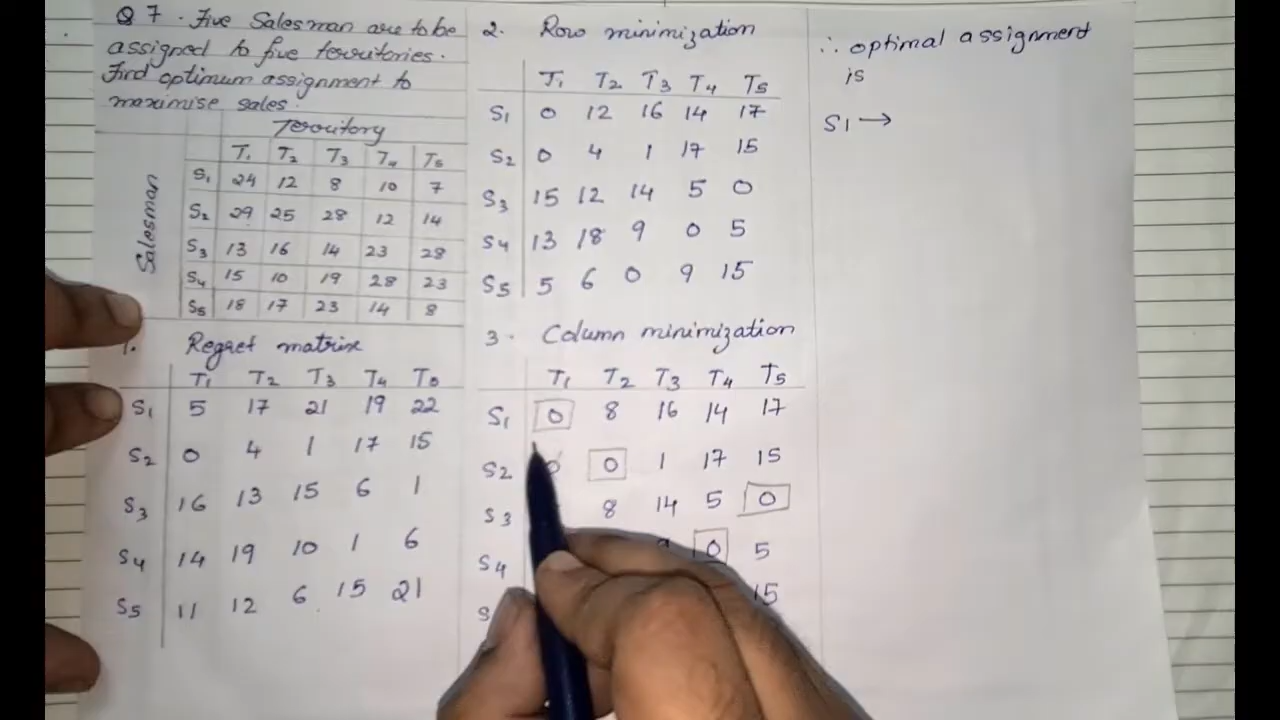 Q 7. Five Salesman are to be
assigned to five territories.
Find optimum assignment to
maximise sales.
Territory
Salesman
T1 T2 T3 T4 T5
S1 24 12 8 10 7
S2 29 25 28 12 14
S3 13 16 14 23 28
S4 15 10 19 28 23
S5 18 17 23 14 8
1. Regret matrix
T1 T2 T3 T4 T5
S1 5 17 21 19 22
S2 0 4 1 17 15
S3 16 13 15 6 1
S4 14 19 10 1 6
S5 11 12 6 15 21
2. Row minimization
T1 T2 T3 T4 T5
S1 0 12 16 14 17
S2 0 4 1 17 15
S3 15 12 14 5 0
S4 13 18 9 0 5
S5 5 6 0 9 15
3. Column minimization
T1 T2 T3 T4 T5
S1 0 8 16 14 17
S2 0 0 1 17 15
S3 8 14 5 0
S4 0 5
S 15
∴ optimal assignment
is
S1 →